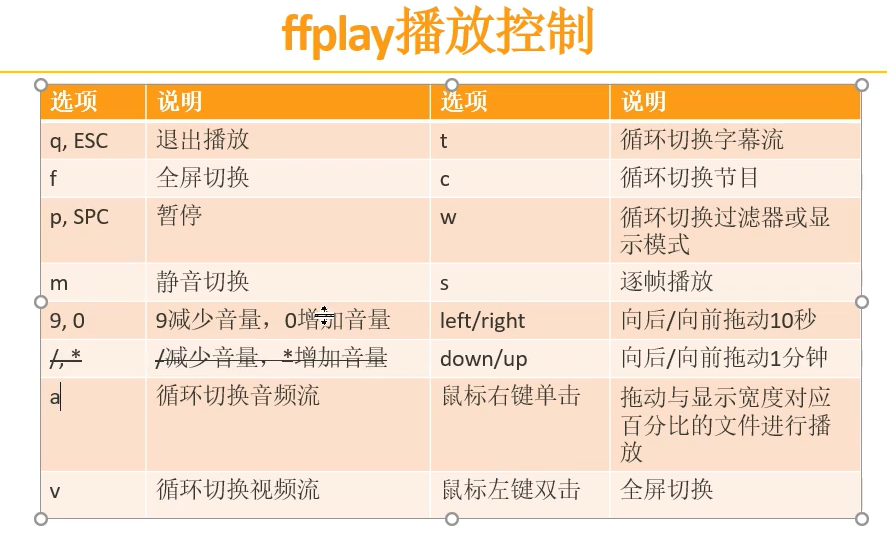 ffplay播放控制
选项 说明 选项 说明
q, ESC 退出播放 t 循环切换字幕流
f 全屏切换 c 循环切换节目
p, SPC 暂停 w 循环切换过滤器或显
示模式
m 静音切换 s 逐帧播放
9, 0 9减少音量，0增加音量 left/right 向后/向前拖动10秒
/, * /减少音量，*增加音量 down/up 向后/向前拖动1分钟
a 循环切换音频流 鼠标右键单击 拖动与显示宽度对应
百分比的文件进行播
放
v 循环切换视频流 鼠标左键双击 全屏切换